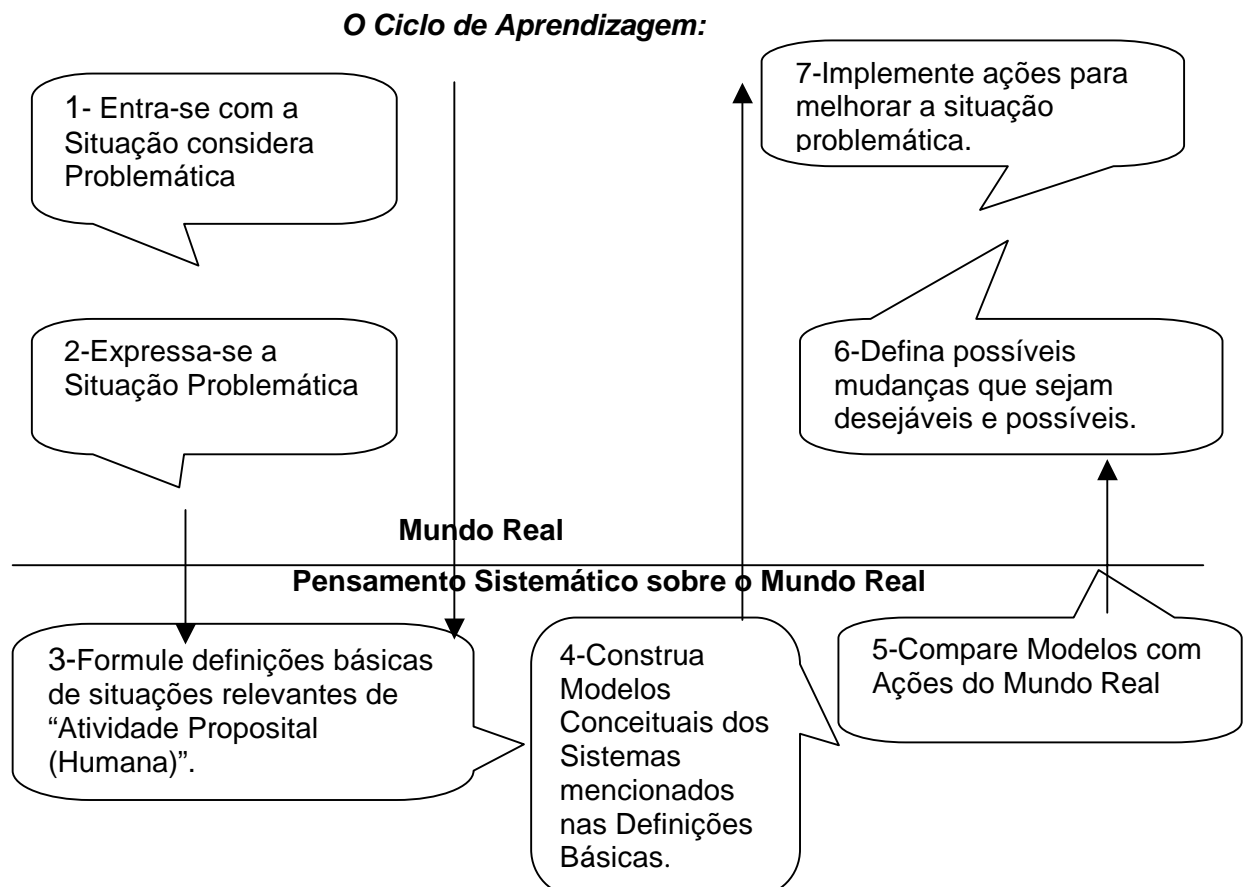 O Ciclo de Aprendizagem:
1- Entra-se com a
Situação considera
Problemática
2-Expressa-se a
Situação Problemática
7-Implemente ações para
melhorar a situação
problemática.
6-Defina possíveis
mudanças que sejam
desejáveis e possíveis.
Mundo Real
Pensamento Sistemático sobre o Mundo Real
3-Formule definições básicas
de situações relevantes de
“Atividade Proposital
(Humana)”.
4-Construa
Modelos
Conceituais dos
Sistemas
mencionados
nas Definições
Básicas.
5-Compare Modelos com
Ações do Mundo Real